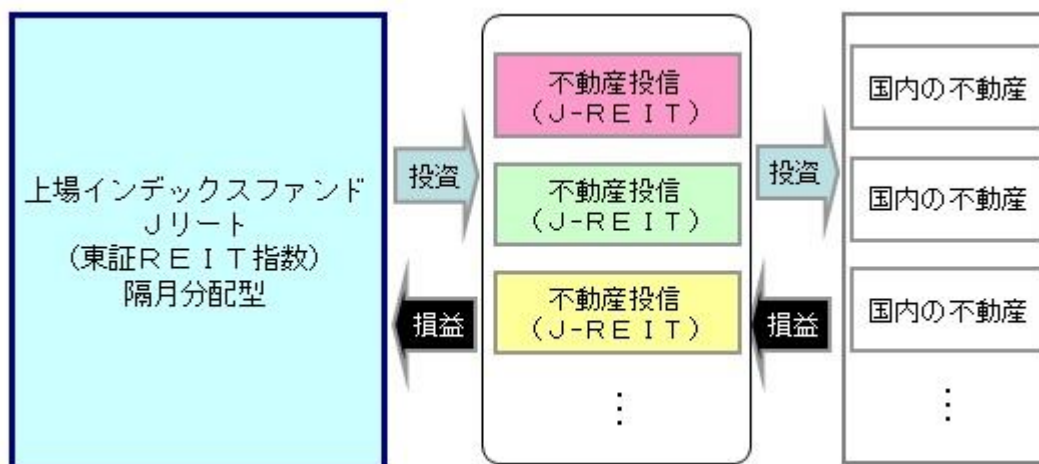 上場インデックスファンド
Jリート
(東証REIT指数)
隔月分配型
投資
損益
不動産投信
(J-REIT)
不動産投信
(J-REIT)
不動産投信
(J-REIT)
⋮
投資
損益
国内の不動産
国内の不動産
国内の不動産
⋮